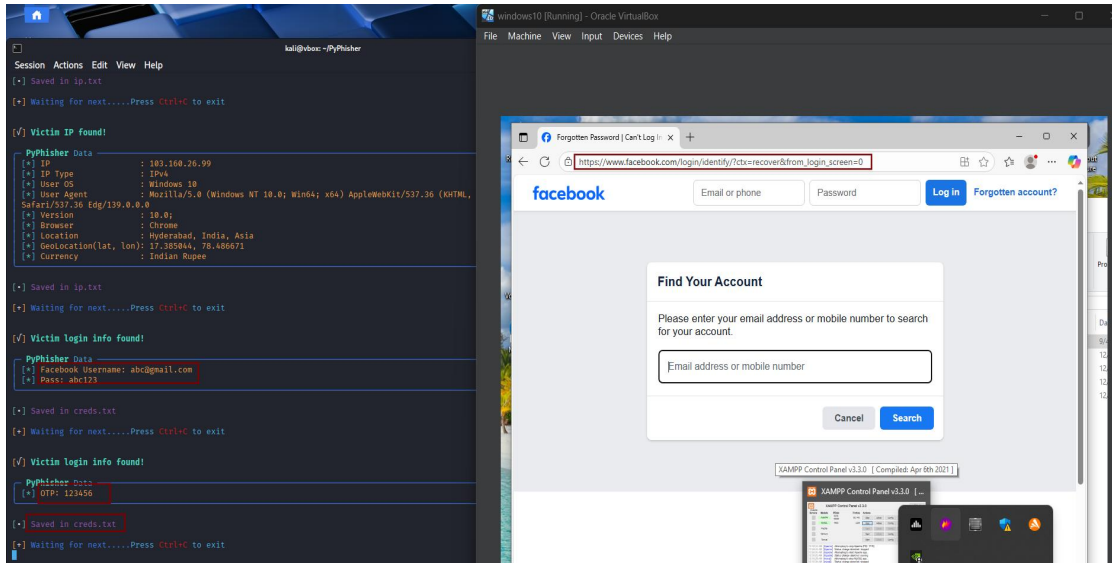 kali@vbox: ~/PyPhisher
Session Actions Edit View Help
[•] Saved in ip.txt
[+] Waiting for next.....Press Ctrl+C to exit
[√] Victim IP found!
PyPhisher Data
[*] IP : 103.160.26.99
[*] IP Type : IPv4
[*] User OS : Windows 10
[*] User Agent : Mozilla/5.0 (Windows NT 10.0; Win64; x64) AppleWebKit/537.36 (KHTML,
Safari/537.36 Edg/139.0.0.0
[*] Version : 10.0;
[*] Browser : Chrome
[*] Location : Hyderabad, India, Asia
[*] GeoLocation(lat, lon): 17.385044, 78.486671
[*] Currency : Indian Rupee
[•] Saved in ip.txt
[+] Waiting for next.....Press Ctrl+C to exit
[√] Victim login info found!
PyPhisher Data
[*] Facebook Username: abc@gmail.com
[*] Pass: abc123
[•] Saved in creds.txt
[+] Waiting for next.....Press Ctrl+C to exit
[√] Victim login info found!
PyPhisher Data
[*] OTP: 123456
[•] Saved in creds.txt
[+] Waiting for next.....Press Ctrl+C to exit
windows10 [Running] - Oracle VirtualBox
File Machine View Input Devices Help
Forgotten Password | Can't Log In
https://www.facebook.com/login/identify/?ctx=recover&from_login_screen=0
facebook
Email or phone
Password
Log in
Forgotten account?
Find Your Account
Please enter your email address or mobile number to search
for your account.
Email address or mobile number
Cancel
Search
XAMPP Control Panel v3.3.0 [ Compiled: Apr 6th 2021 ]
XAMPP Control Panel v3.3.0 [ ...